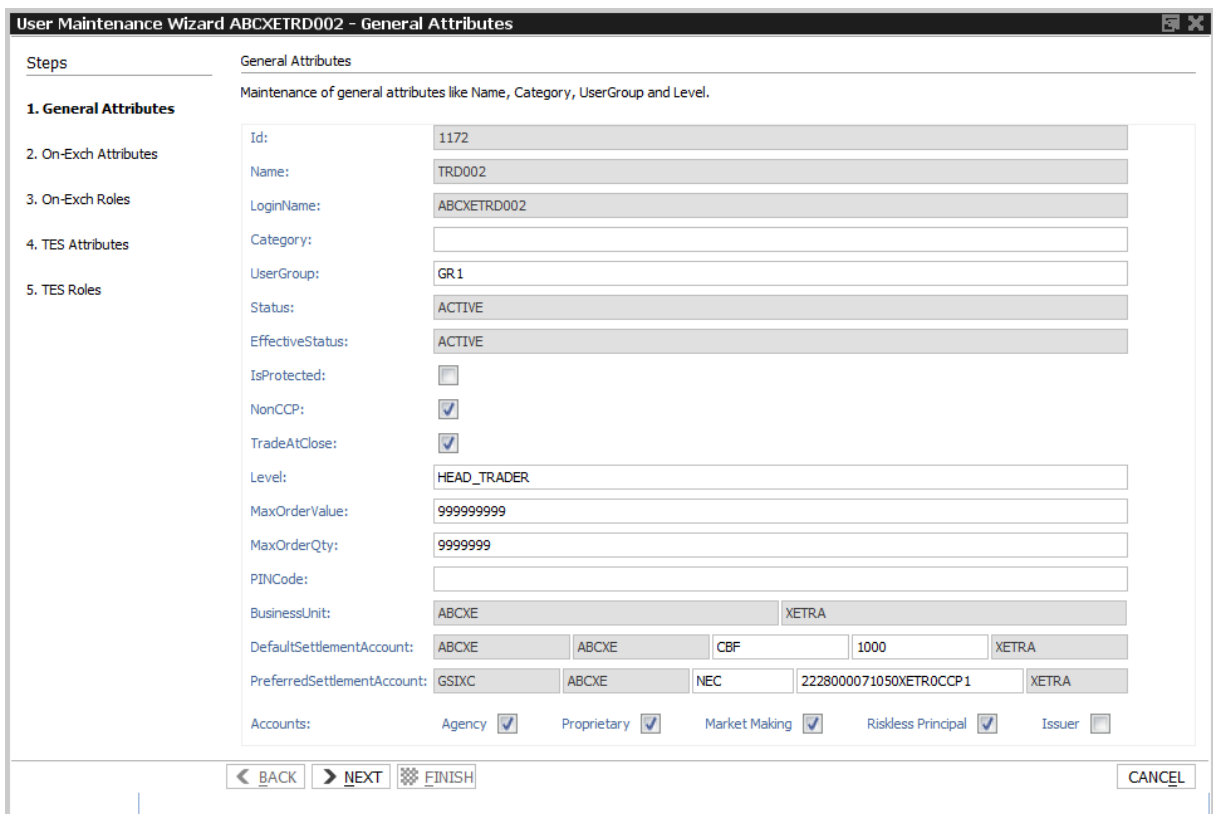 User Maintenance Wizard ABCXETRD002 - General Attributes
Steps
1. General Attributes
2. On-Exch Attributes
3. On-Exch Roles
4. TES Attributes
5. TES Roles
General Attributes
Maintenance of general attributes like Name, Category, UserGroup and Level.
Id: 1172
Name: TRD002
LoginName: ABCXETRD002
Category:
UserGroup: GR1
Status: ACTIVE
EffectiveStatus: ACTIVE
IsProtected:
NonCCP:
TradeAtClose:
Level: HEAD_TRADER
MaxOrderValue: 999999999
MaxOrderQty: 9999999
PINCode:
BusinessUnit: ABCXE XETRA
DefaultSettlementAccount: ABCXE ABCXE CBF 1000 XETRA
PreferredSettlementAccount: GSIXC ABCXE NEC 2228000071050XETR0CCP1 XETRA
Accounts: Agency Proprietary Market Making Riskless Principal Issuer
BACK NEXT FINISH CANCEL